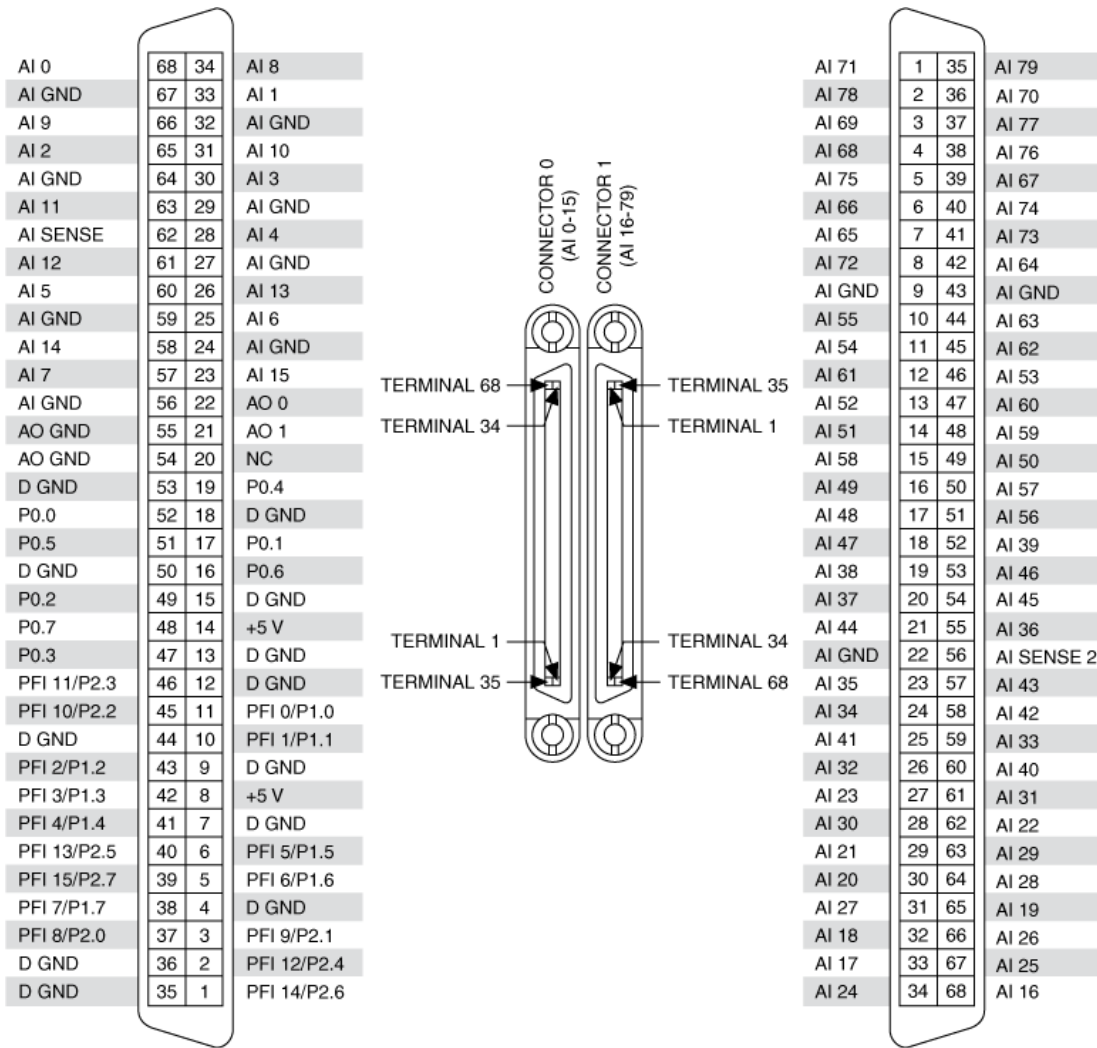 AI 0 68 34 AI 8
AI GND 67 33 AI 1
AI 9 66 32 AI GND
AI 2 65 31 AI 10
AI GND 64 30 AI 3
AI 11 63 29 AI GND
AI SENSE 62 28 AI 4
AI 12 61 27 AI GND
AI 5 60 26 AI 13
AI GND 59 25 AI 6
AI 14 58 24 AI GND
AI 7 57 23 AI 15
AI GND 56 22 AO 0
AO GND 55 21 AO 1
AO GND 54 20 NC
D GND 53 19 P0.4
P0.0 52 18 D GND
P0.5 51 17 P0.1
D GND 50 16 P0.6
P0.2 49 15 D GND
P0.7 48 14 +5 V
P0.3 47 13 D GND
PFI 11/P2.3 46 12 D GND
PFI 10/P2.2 45 11 PFI 0/P1.0
D GND 44 10 PFI 1/P1.1
PFI 2/P1.2 43 9 D GND
PFI 3/P1.3 42 8 +5 V
PFI 4/P1.4 41 7 D GND
PFI 13/P2.5 40 6 PFI 5/P1.5
PFI 15/P2.7 39 5 PFI 6/P1.6
PFI 7/P1.7 38 4 D GND
PFI 8/P2.0 37 3 PFI 9/P2.1
D GND 36 2 PFI 12/P2.4
D GND 35 1 PFI 14/P2.6
CONNECTOR 0
(AI 0-15)
CONNECTOR 1
(AI 16-79)
TERMINAL 68
TERMINAL 34
TERMINAL 35
TERMINAL 1
TERMINAL 1
TERMINAL 35
TERMINAL 34
TERMINAL 68
AI 71 1 35 AI 79
AI 78 2 36 AI 70
AI 69 3 37 AI 77
AI 68 4 38 AI 76
AI 75 5 39 AI 67
AI 66 6 40 AI 74
AI 65 7 41 AI 73
AI 72 8 42 AI 64
AI GND 9 43 AI GND
AI 55 10 44 AI 63
AI 54 11 45 AI 62
AI 61 12 46 AI 53
AI 52 13 47 AI 60
AI 51 14 48 AI 59
AI 58 15 49 AI 50
AI 49 16 50 AI 57
AI 48 17 51 AI 56
AI 47 18 52 AI 39
AI 38 19 53 AI 46
AI 37 20 54 AI 45
AI 44 21 55 AI 36
AI GND 22 56 AI SENSE 2
AI 35 23 57 AI 43
AI 34 24 58 AI 42
AI 41 25 59 AI 33
AI 32 26 60 AI 40
AI 23 27 61 AI 31
AI 30 28 62 AI 22
AI 21 29 63 AI 29
AI 20 30 64 AI 28
AI 27 31 65 AI 19
AI 18 32 66 AI 26
AI 17 33 67 AI 25
AI 24 34 68 AI 16